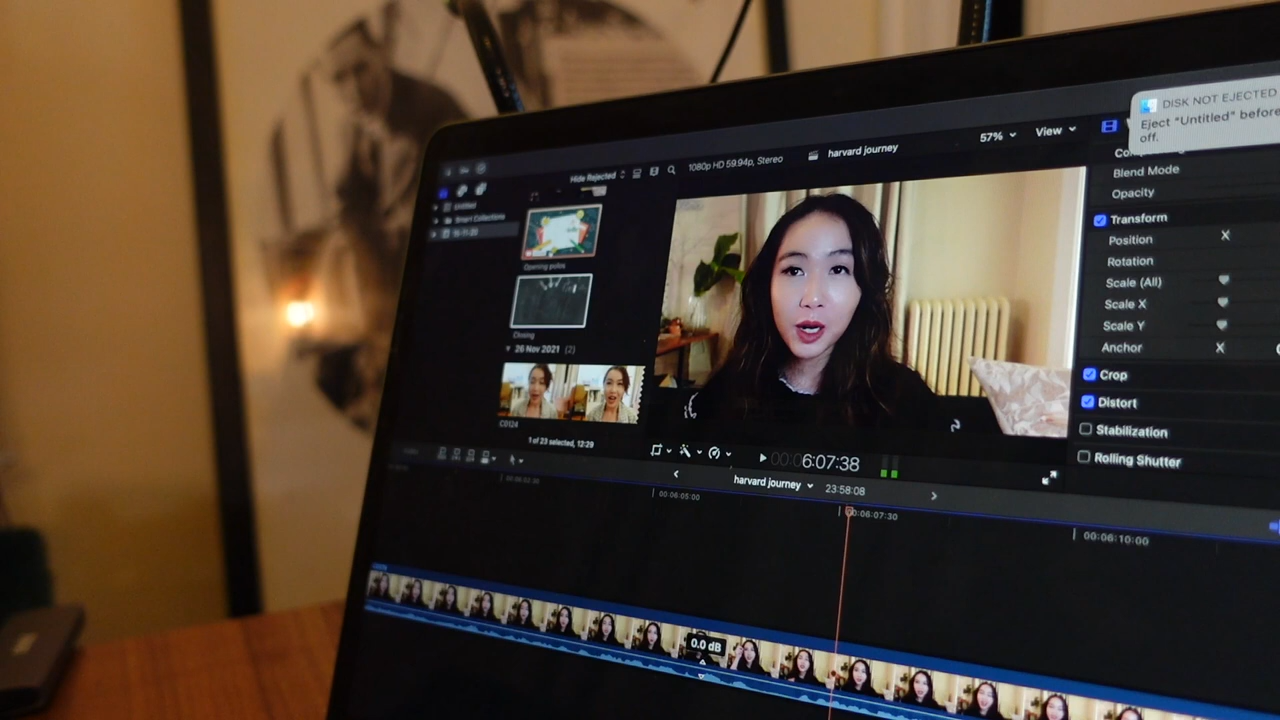 DISK NOT EJECTED
Eject "Untitled" before
off.
57%
View
1080p HD 59.94p, Stereo
harvard journey
Hide Rejected
Untitled
Smart Collections
Opening
Closing
26 Nov 2021 (2)
C0124
1 of 23 selected, 12:29
Blend Mode
Opacity
Transform
Position X
Rotation
Scale (All)
Scale X
Scale Y
Anchor X
Crop
Distort
Stabilization
Rolling Shutter
00:006:07:38
harvard journey
23:58:08
00:06:05:00
00:06:07:30
00:06:10:00
0.0 dB